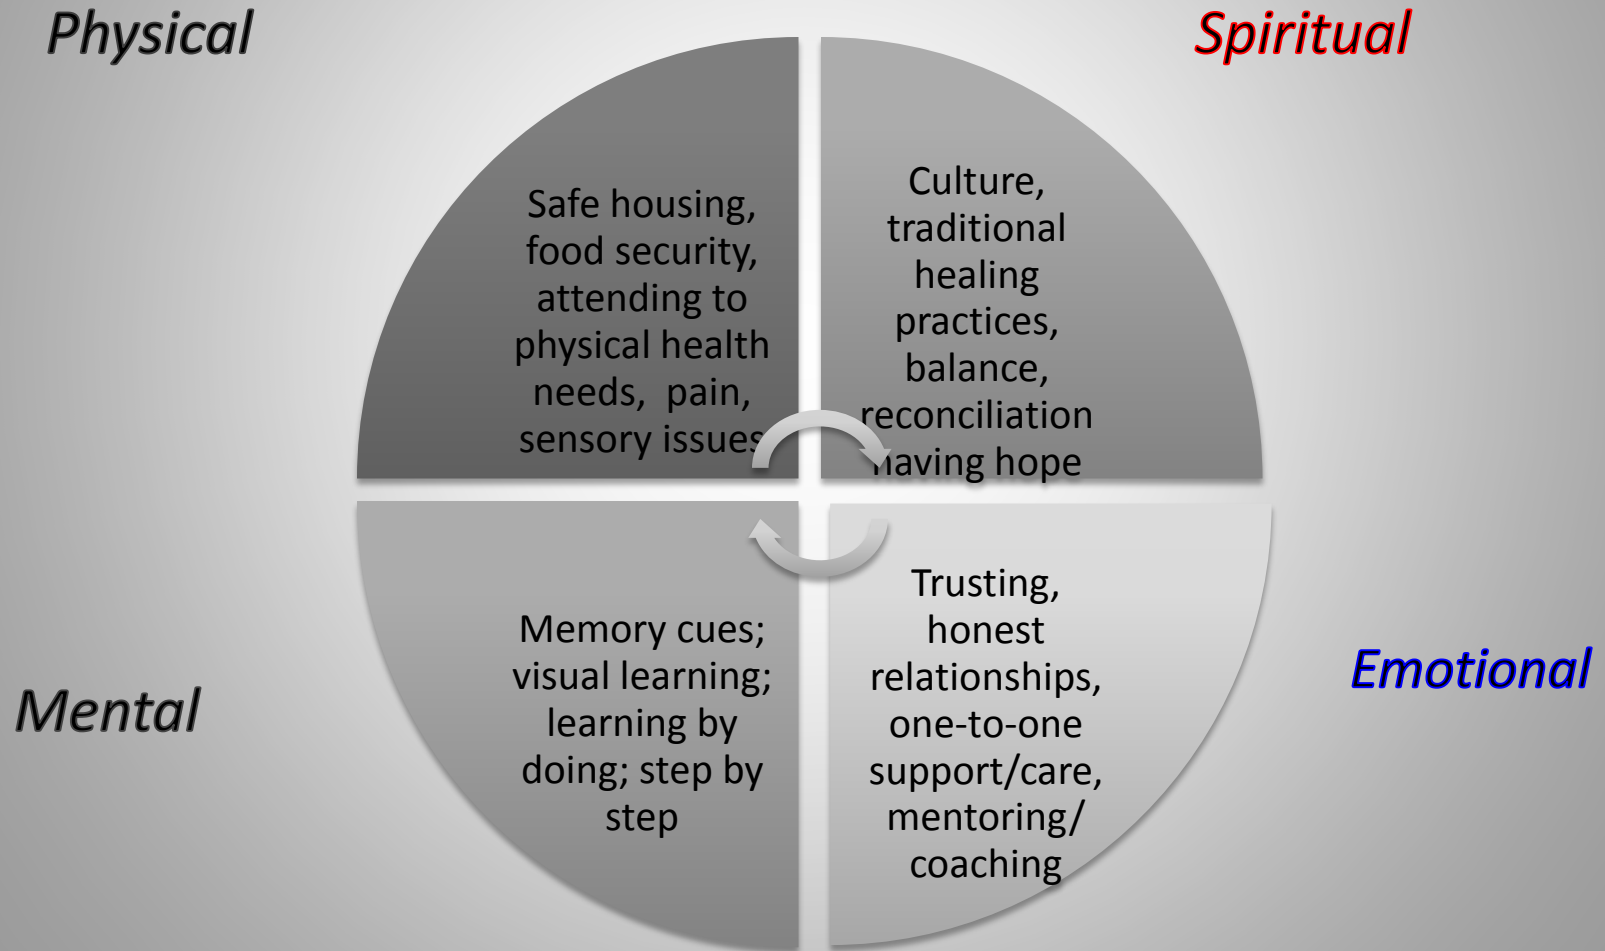 Physical
Safe housing,
food security,
attending to
physical health
needs,  pain,
sensory issues
Spiritual
Culture,
traditional
healing
practices,
balance,
reconciliation
having hope
Mental
Memory cues;
visual learning;
learning by
doing; step by
step
Emotional
Trusting,
honest
relationships,
one-to-one
support/care,
mentoring/
coaching